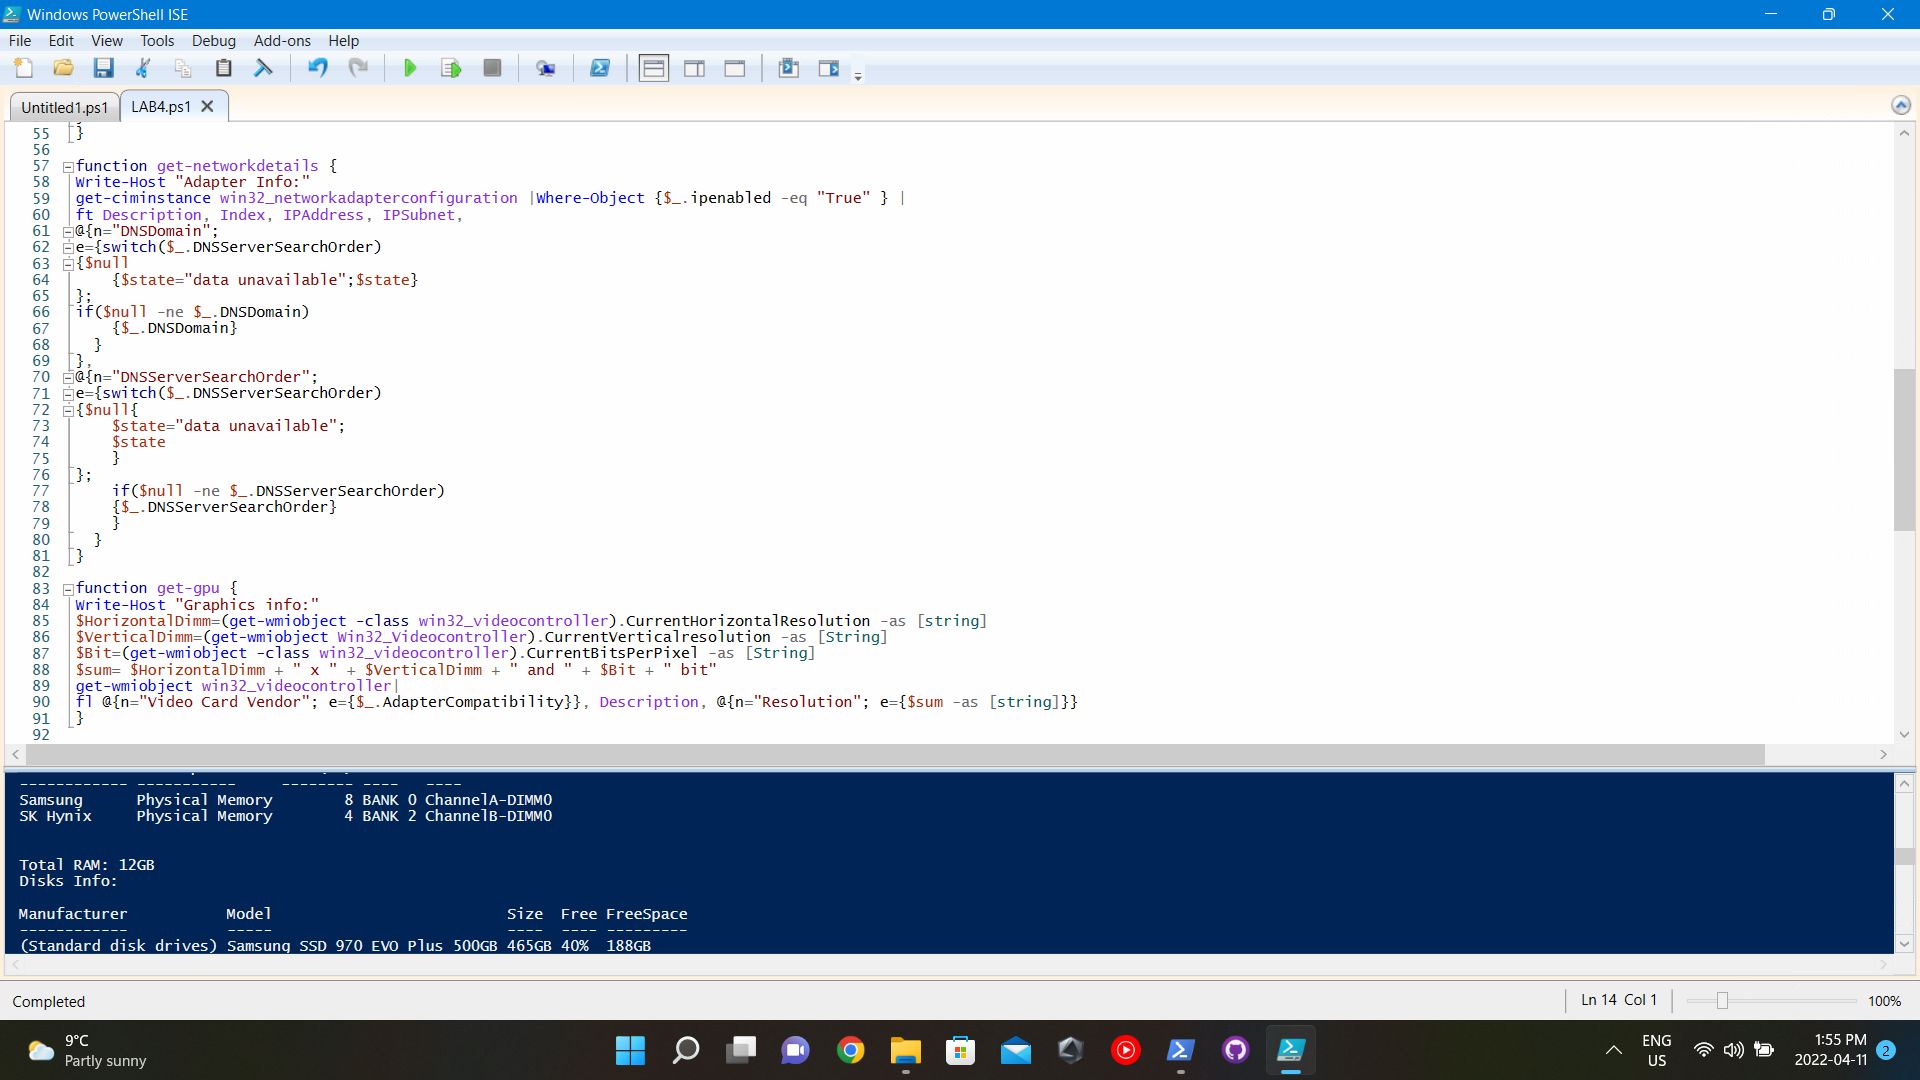 Windows PowerShell ISE
File Edit View Tools Debug Add-ons Help
Untitled1.ps1 LAB4.ps1
55 }
56
57 function get-networkdetails {
58 Write-Host "Adapter Info:"
59 get-ciminstance win32_networkadapterconfiguration |Where-Object {$_.ipenabled -eq "True" } |
60 ft Description, Index, IPAddress, IPSubnet,
61 @{n="DNSDomain";
62 e={switch($_.DNSServerSearchOrder)
63 {$null
64 {$state="data unavailable";$state}
65 };
66 if($null -ne $_.DNSDomain)
67 {$_.DNSDomain}
68 }
69 },
70 @{n="DNSServerSearchOrder";
71 e={switch($_.DNSServerSearchOrder)
72 {$null{
73 $state="data unavailable";
74 $state
75 }
76 };
77 if($null -ne $_.DNSServerSearchOrder)
78 {$_.DNSServerSearchOrder}
79 }
80 }
81 }
82
83 function get-gpu {
84 Write-Host "Graphics info:"
85 $HorizontalDimm=(get-wmiobject -class win32_videocontroller).CurrentHorizontalResolution -as [string]
86 $VerticalDimm=(get-wmiobject Win32_Videocontroller).CurrentVerticalresolution -as [String]
87 $Bit=(get-wmiobject -class win32_videocontroller).CurrentBitsPerPixel -as [String]
88 $sum= $HorizontalDimm + " x " + $VerticalDimm + " and " + $Bit + " bit"
89 get-wmiobject win32_videocontroller|
90 fl @{n="Video Card Vendor"; e={$_.AdapterCompatibility}}, Description, @{n="Resolution"; e={$sum -as [string]}}
91 }
92
------------ ----------- -------- ---- ----
Samsung Physical Memory 8 BANK 0 ChannelA-DIMM0
SK Hynix Physical Memory 4 BANK 2 ChannelB-DIMM0
Total RAM: 12GB
Disks Info:
Manufacturer Model Size Free FreeSpace
------------ ----- ---- ---- ---------
(Standard disk drives) Samsung SSD 970 EVO Plus 500GB 465GB 40% 188GB
Completed
Ln 14 Col 1
100%
9°C
Partly sunny
ENG
US
1:55 PM
2022-04-11
2